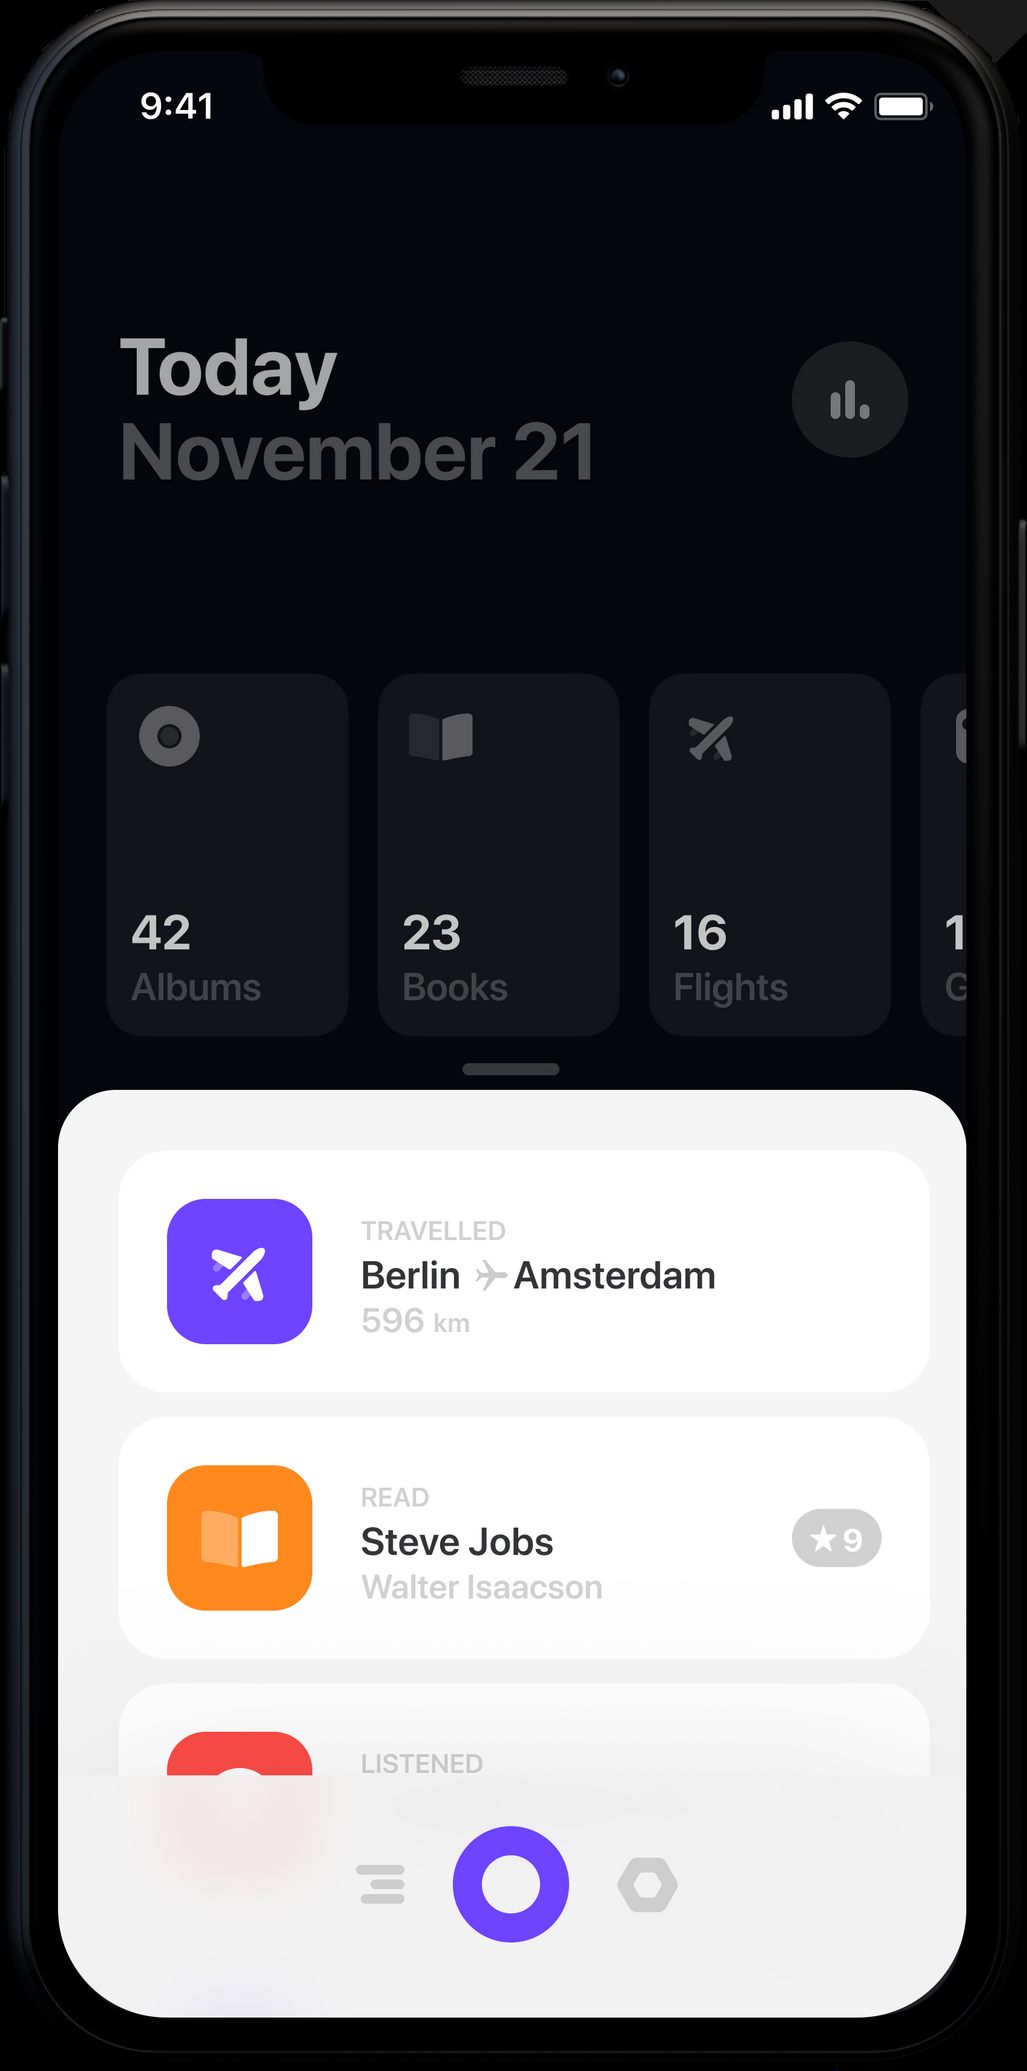 9:41
Today
November 21
42
Albums
23
Books
16
Flights
TRAVELLED
Berlin Amsterdam
596 km
READ
Steve Jobs
9
Walter Isaacson
LISTENED